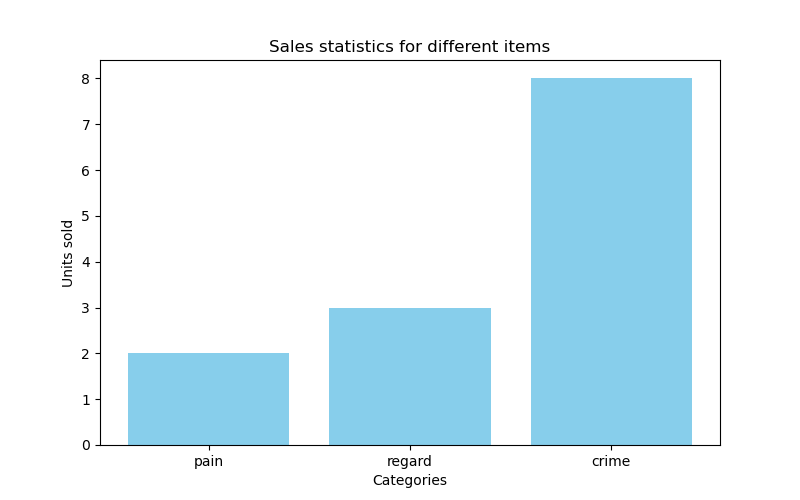 Sales statistics for different items
8
7
6
5
4
3
2
1
0
Units sold
pain regard crime
Categories